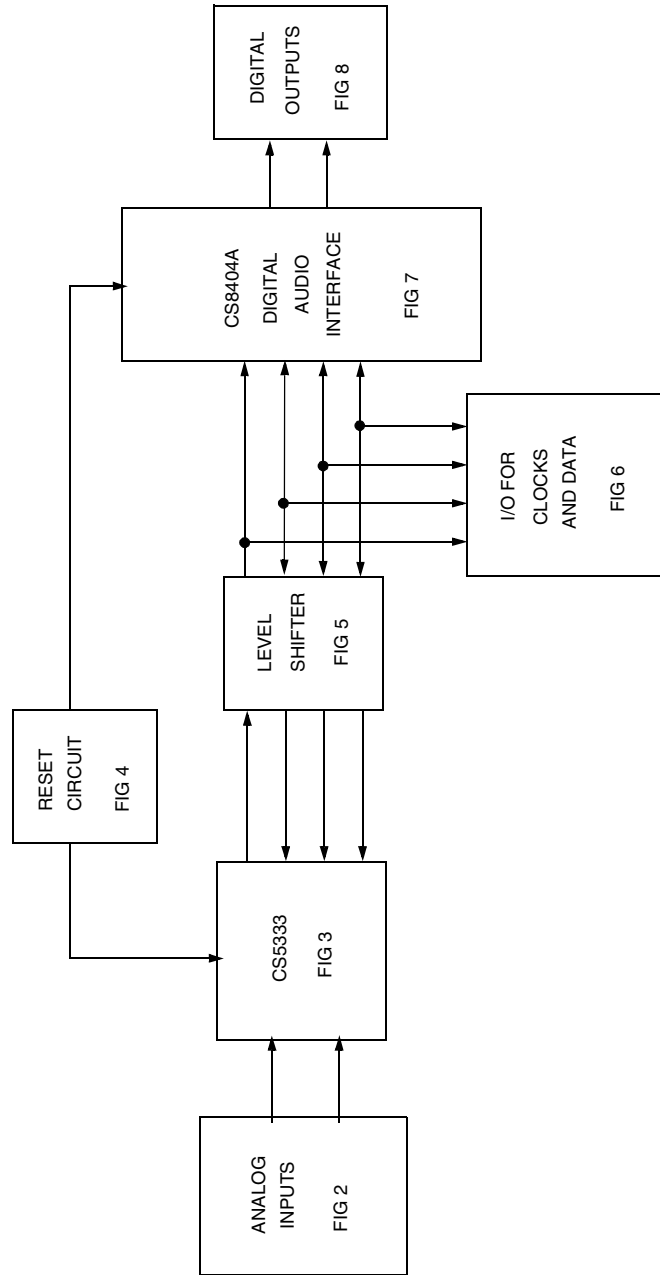 ANALOG
INPUTS
FIG 2
CS5333
FIG 3
RESET
CIRCUIT
FIG 4
LEVEL
SHIFTER
FIG 5
I/O FOR
CLOCKS
AND DATA
FIG 6
CS8404A
DIGITAL
AUDIO
INTERFACE
FIG 7
DIGITAL
OUTPUTS
FIG 8